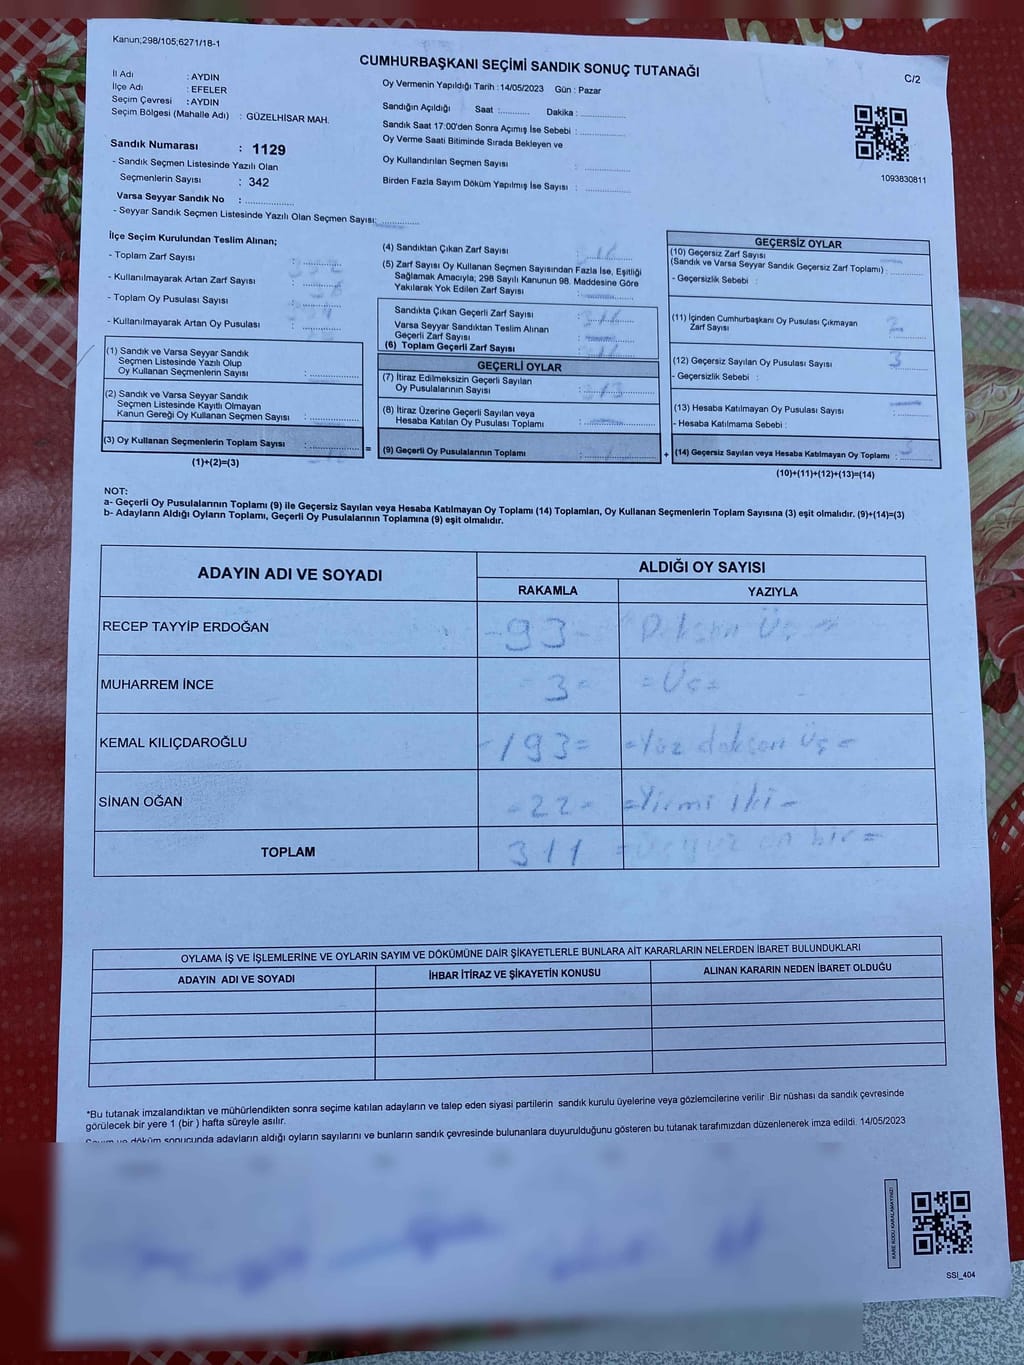 Kanun;298/105;6271/18-1
CUMHURBAŞKANI SEÇİMİ SANDIK SONUÇ TUTANAĞI
C/2
İl Adı : AYDIN
İlçe Adı : EFELER
Seçim Çevresi : AYDIN
Seçim Bölgesi (Mahalle Adı) : GÜZELHİSAR MAH.
Oy Vermenin Yapıldığı Tarih : 14/05/2023 Gün : Pazar
Sandığın Açıldığı Saat :........... Dakika :...............
Sandık Saat 17:00'den Sonra Açımış İse Sebebi :...............
Oy Verme Saati Bitiminde Sırada Bekleyen ve
Oy Kullandırılan Seçmen Sayısı :...............
Birden Fazla Sayım Döküm Yapılmış İse Sayısı :...............
1093830811
Sandık Numarası : 1129
- Sandık Seçmen Listesinde Yazılı Olan
Seçmenlerin Sayısı : 342
Varsa Seyyar Sandık No :...............
- Seyyar Sandık Seçmen Listesinde Yazılı Olan Seçmen Sayısı:...........
İlçe Seçim Kurulundan Teslim Alınan;
- Toplam Zarf Sayısı :
- Kullanılmayarak Artan Zarf Sayısı :
- Toplam Oy Pusulası Sayısı :
- Kullanılmayarak Artan Oy Pusulası :
(1) Sandık ve Varsa Seyyar Sandık
Seçmen Listesinde Yazılı Olup
Oy Kullanan Seçmenlerin Sayısı :
(2) Sandık ve Varsa Seyyar Sandık
Seçmen Listesinde Kayıtlı Olmayan
Kanun Gereği Oy Kullanan Seçmen Sayısı :
(3) Oy Kullanan Seçmenlerin Toplam Sayısı :
(1)+(2)=(3)
=
(4) Sandıktan Çıkan Zarf Sayısı :
(5) Zarf Sayısı Oy Kullanan Seçmen Sayısından Fazla İse, Eşitliği
Sağlamak Amacıyla; 298 Sayılı Kanunun 98. Maddesine Göre
Yakılarak Yok Edilen Zarf Sayısı :
Sandıkta Çıkan Geçerli Zarf Sayısı :
Varsa Seyyar Sandıktan Teslim Alınan
Geçerli Zarf Sayısı :
(6) Toplam Geçerli Zarf Sayısı :
GEÇERLİ OYLAR
(7) İtiraz Edilmeksizin Geçerli Sayılan
Oy Pusulalarının Sayısı :
(8) İtiraz Üzerine Geçerli Sayılan veya
Hesaba Katılan Oy Pusulası Toplamı :
(9) Geçerli Oy Pusulalarının Toplamı :
+
GEÇERSİZ OYLAR
(10) Geçersiz Zarf Sayısı
(Sandık ve Varsa Seyyar Sandık Geçersiz Zarf Toplamı) :
- Geçersizlik Sebebi :
(11) İçinden Cumhurbaşkanı Oy Pusulası Çıkmayan
Zarf Sayısı : 2
(12) Geçersiz Sayılan Oy Pusulası Sayısı : 3
- Geçersizlik Sebebi :
(13) Hesaba Katılmayan Oy Pusulası Sayısı :
- Hesaba Katılmama Sebebi :
(14) Geçersiz Sayılan veya Hesaba Katılmayan Oy Toplamı :
(10)+(11)+(12)+(13)=(14)
NOT:
a- Geçerli Oy Pusulalarının Toplamı (9) ile Geçersiz Sayılan veya Hesaba Katılmayan Oy Toplamı (14) Toplamları, Oy Kullanan Seçmenlerin Toplam Sayısına (3) eşit olmalıdır. (9)+(14)=(3)
b- Adayların Aldığı Oyların Toplamı, Geçerli Oy Pusulalarının Toplamına (9) eşit olmalıdır.
ADAYIN ADI VE SOYADI ALDIĞI OY SAYISI
RAKAMLA YAZIYLA
RECEP TAYYİP ERDOĞAN -93- Doksan Üç =
MUHARREM İNCE 3 = =Üç=
KEMAL KILIÇDAROĞLU -193= =Yüz doksan üç =
SİNAN OĞAN -22- =Yirmi iki -
TOPLAM 311 =Üçyüz on bir =
OYLAMA İŞ VE İŞLEMLERİNE VE OYLARIN SAYIM VE DÖKÜMÜNE DAİR ŞİKAYETLERLE BUNLARA AİT KARARLARIN NELERDEN İBARET BULUNDUKLARI
ADAYIN ADI VE SOYADI İHBAR İTİRAZ VE ŞİKAYETİN KONUSU ALINAN KARARIN NEDEN İBARET OLDUĞU
*Bu tutanak imzalandıktan ve mühürlendikten sonra seçime katılan adayların ve talep eden siyasi partilerin sandık kurulu üyelerine veya gözlemcilerine verilir .Bir nüshası da sandık çevresinde
görülecek bir yere 1 (bir ) hafta süreyle asılır.
Sayım ve döküm sonucunda adayların aldığı oyların sayılarını ve bunların sandık çevresinde bulunanlara duyurulduğunu gösteren bu tutanak tarafımızdan düzenlenerek imza edildi. 14/05/2023
KARE KODU KARALAMAYINIZ!
SSİ_404